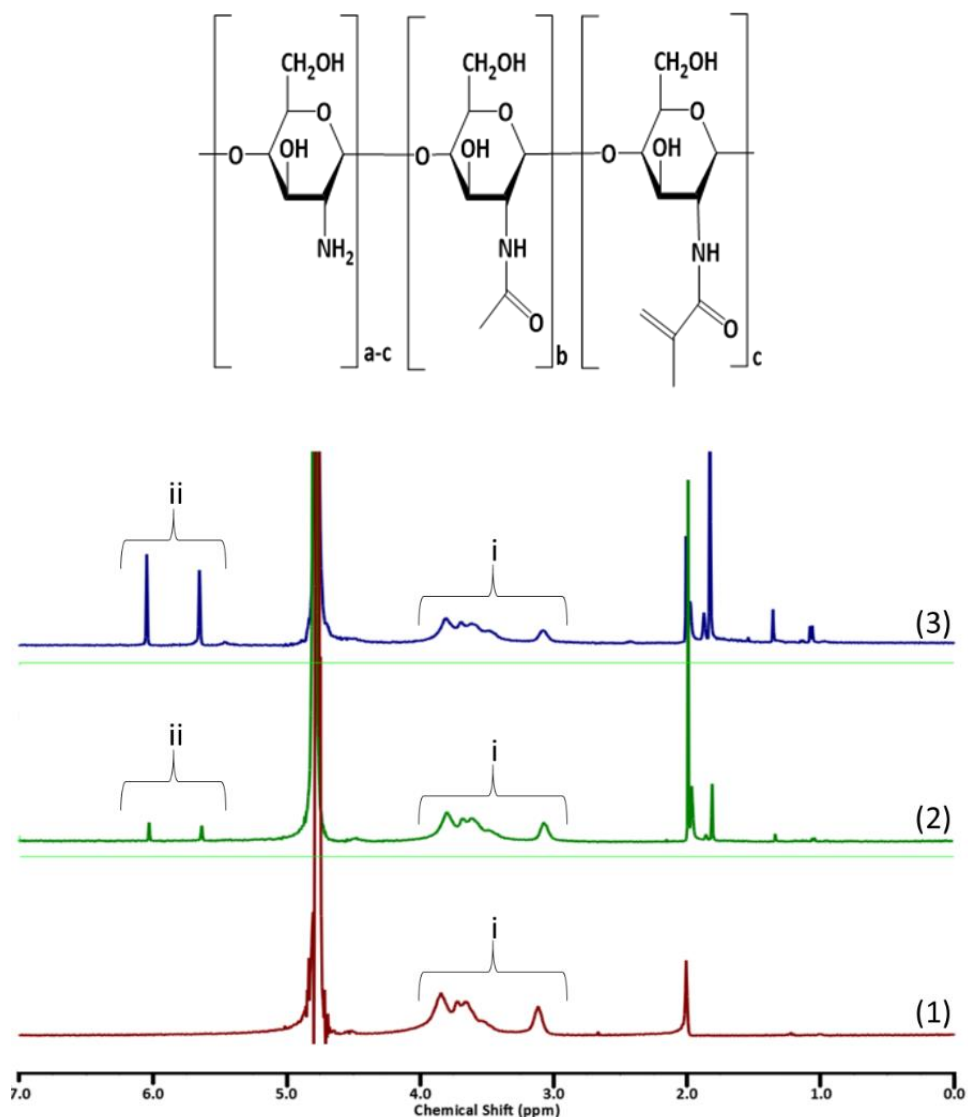 CH2OH CH2OH CH2OH
O O O
O OH O OH O OH
NH2 NH NH
O O
a-c b c
ii
i
(3)
ii
i
(2)
i
(1)
7.0 6.0 5.0 4.0 3.0 2.0 1.0 0.0
Chemical Shift (ppm)